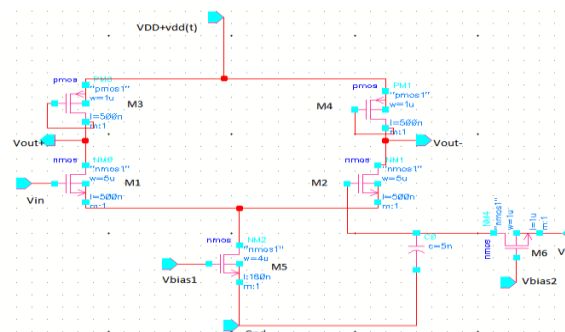 VDD+vdd(t)
pmos PM0
"pmos1"
w=1u
l=500n
m:1
M3
pmos PM1
"pmos1"
w=1u
l=500n
m:1
M4
Vout+
Vout-
nmos NM0
"nmos1"
w=5u
l=500n
m:1
M1
Vin
nmos NM1
"nmos1"
w=5u
l=500n
m:1
M2
nmos NM2
"nmos1"
w=4u
l:180n
m:1
M5
Vbias1
C0
c=5n
nmos NM4
"nmos1"
w=1u
l=1u
m:1
M6
Vbias2
V